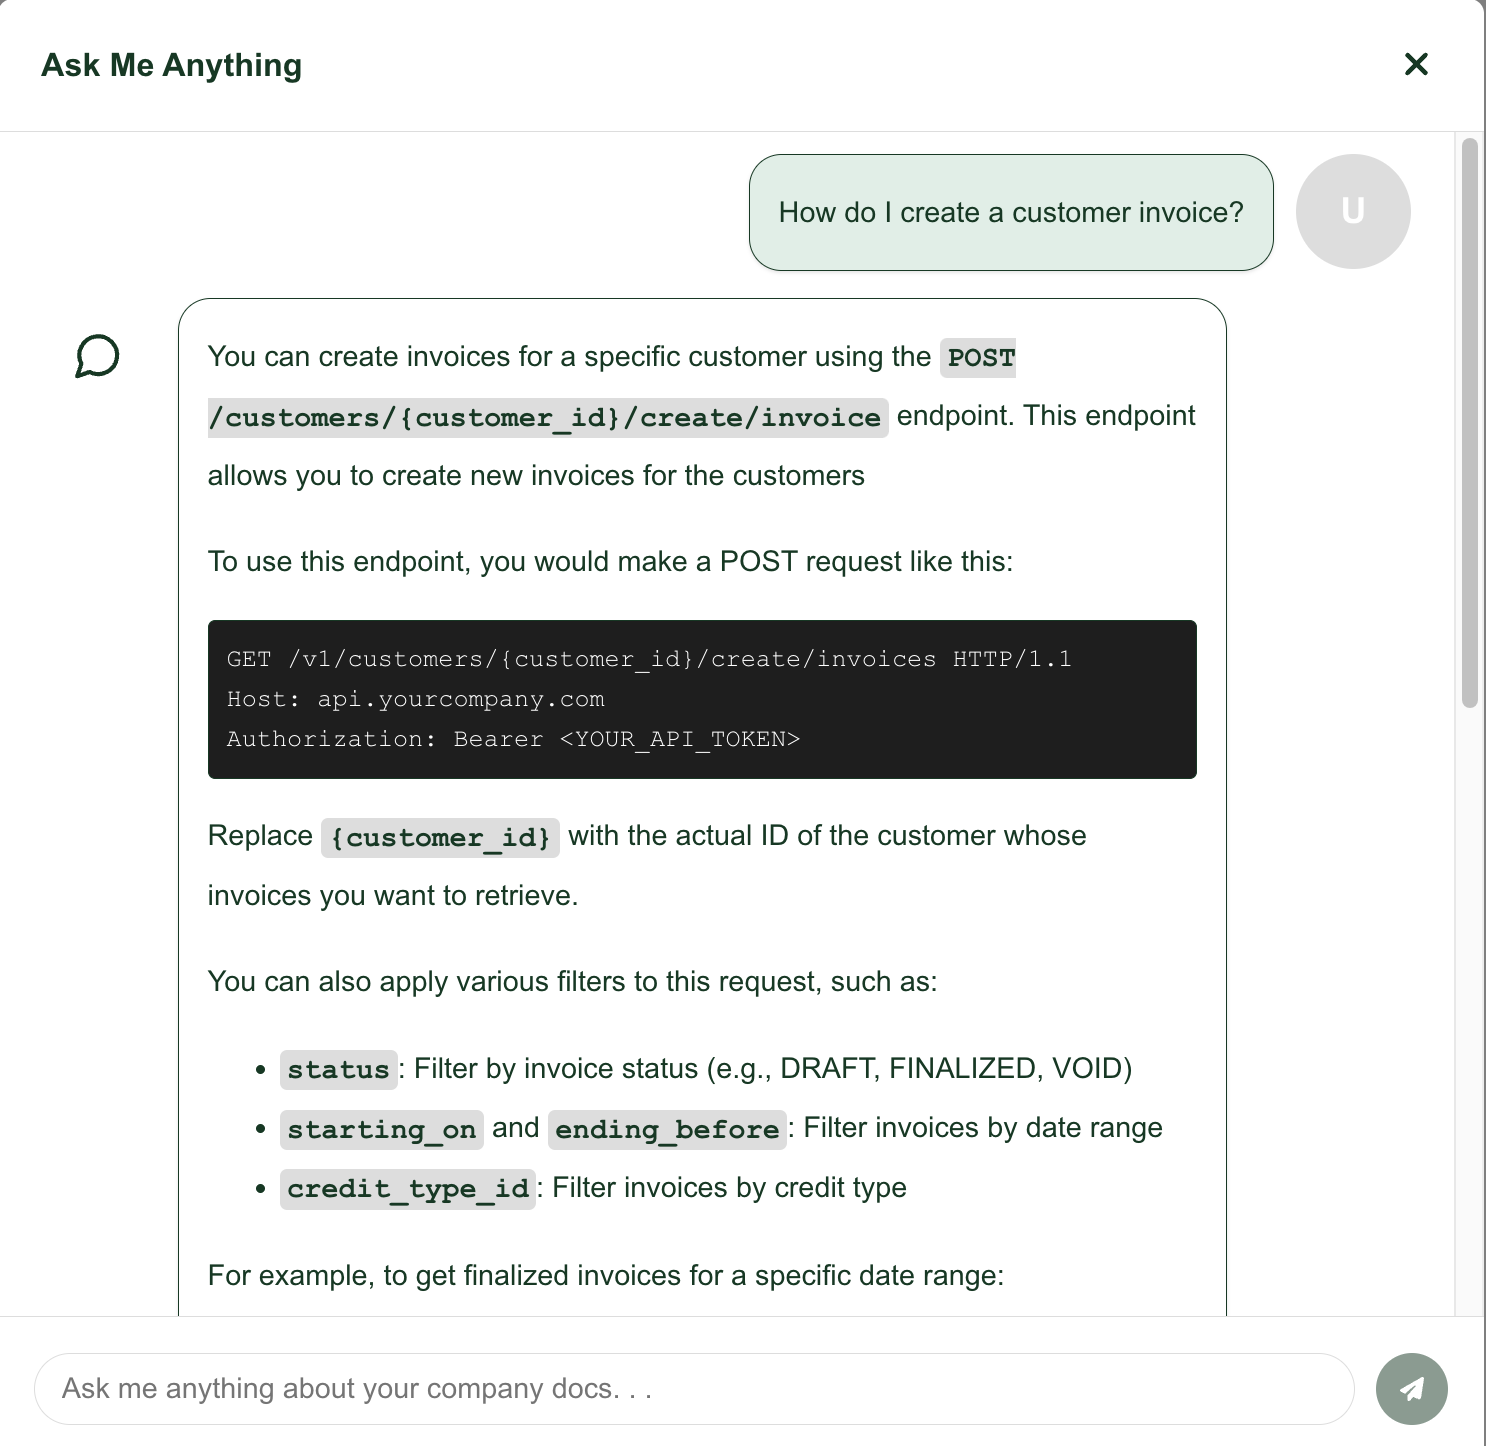 Ask Me Anything
How do I create a customer invoice?
U
You can create invoices for a specific customer using the POST
/customers/{customer_id}/create/invoice endpoint. This endpoint
allows you to create new invoices for the customers
To use this endpoint, you would make a POST request like this:
GET /v1/customers/{customer_id}/create/invoices HTTP/1.1
Host: api.yourcompany.com
Authorization: Bearer <YOUR_API_TOKEN>
Replace {customer_id} with the actual ID of the customer whose
invoices you want to retrieve.
You can also apply various filters to this request, such as:
• status: Filter by invoice status (e.g., DRAFT, FINALIZED, VOID)
• starting_on and ending_before: Filter invoices by date range
• credit_type_id: Filter invoices by credit type
For example, to get finalized invoices for a specific date range:
Ask me anything about your company docs. . .